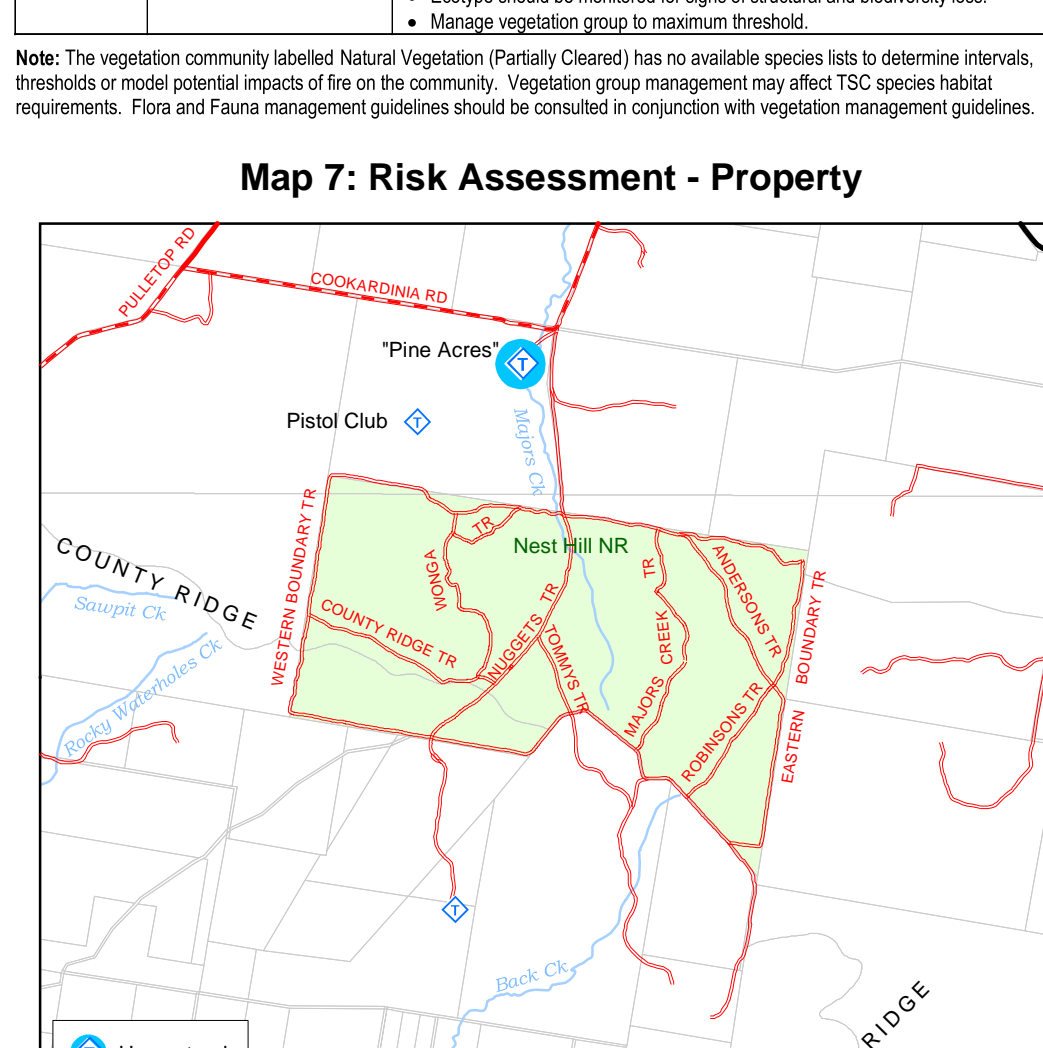 • Manage vegetation group to maximum threshold.
Note: The vegetation community labelled Natural Vegetation (Partially Cleared) has no available species lists to determine intervals,
thresholds or model potential impacts of fire on the community. Vegetation group management may affect TSC species habitat
requirements. Flora and Fauna management guidelines should be consulted in conjunction with vegetation management guidelines.
Map 7: Risk Assessment - Property
PULLETOP RD
COOKARDINIA RD
"Pine Acres"
T
Pistol Club
T
Majors Ck
WESTERN BOUNDARY TR
TR
WONGA
Nest Hill NR
TR
ANDERSONS TR
COUNTY RIDGE
Sawpit Ck
COUNTY RIDGE TR
NUGGETS TR
TOMMYS TR
MAJORS CREEK
EASTERN BOUNDARY TR
Rocky Waterholes Ck
ROBINSONS TR
T
Back Ck
RIDGE